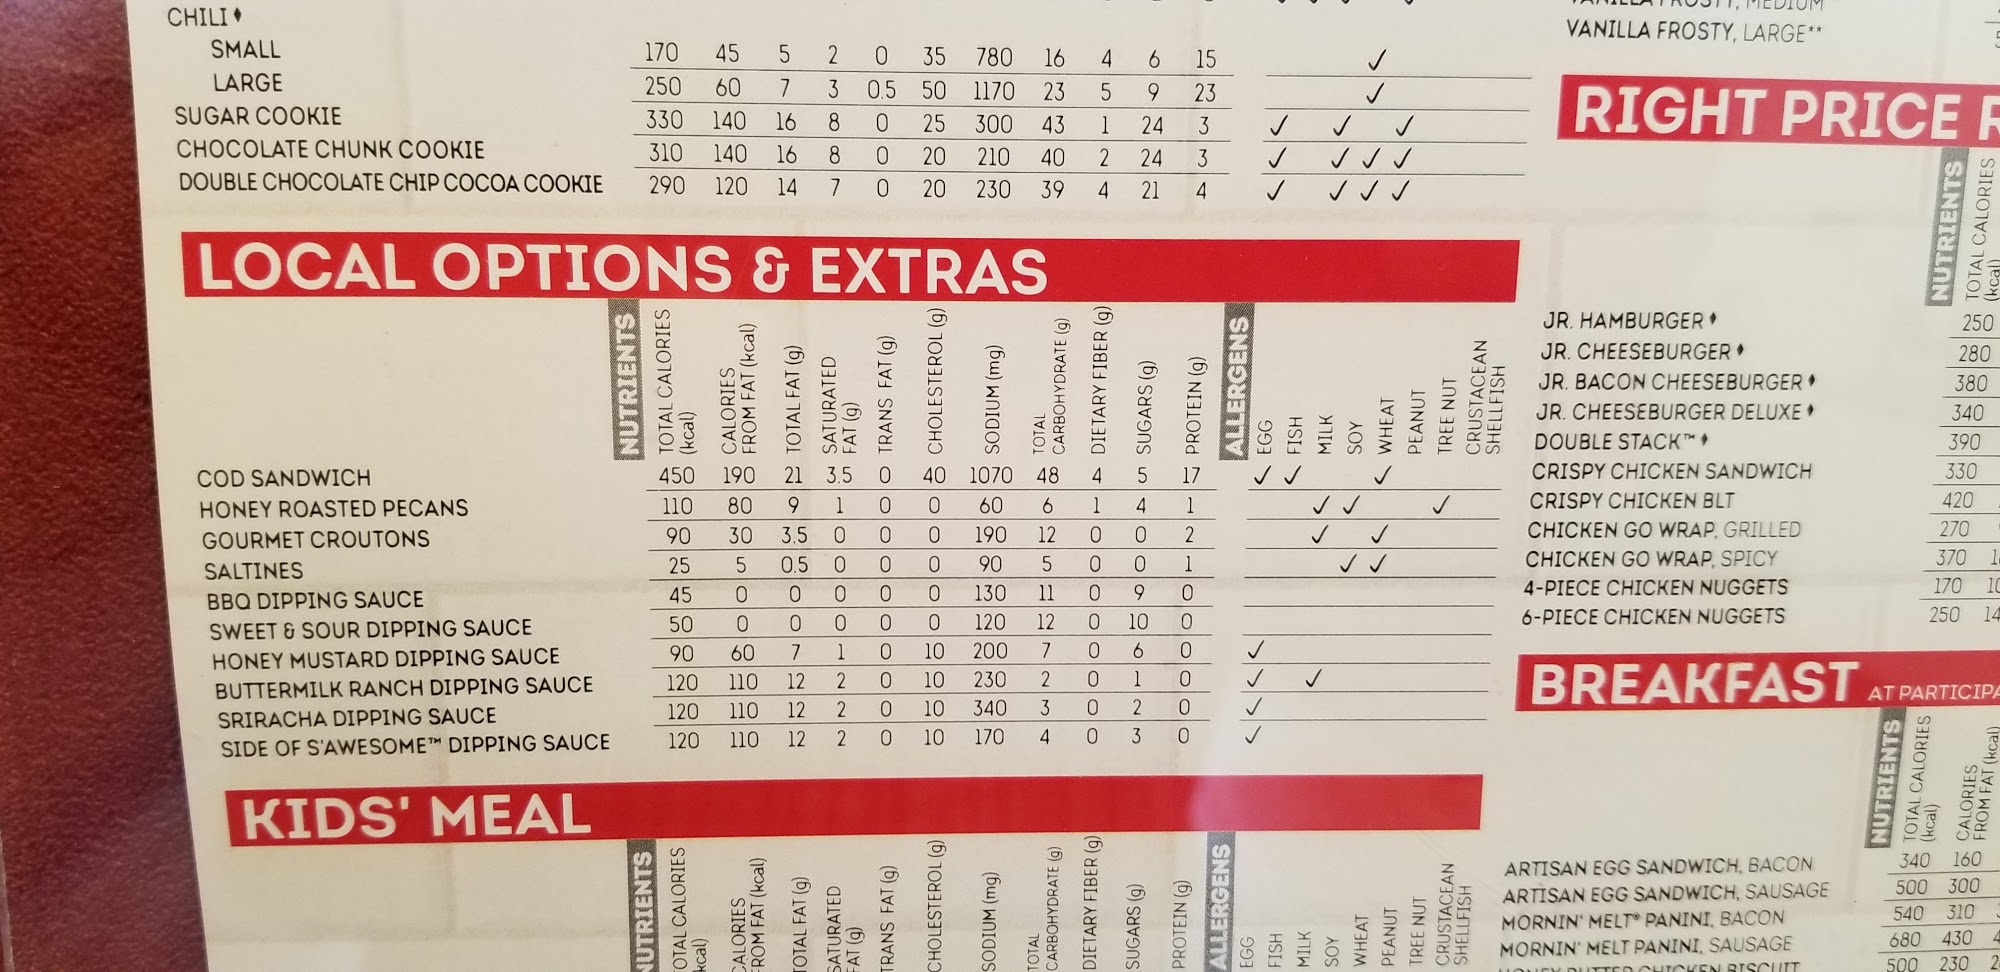 CHILI♦
SMALL 170 45 5 2 0 35 780 16 4 6 15 ✓
LARGE 250 60 7 3 0.5 50 1170 23 5 9 23 ✓
SUGAR COOKIE 330 140 16 8 0 25 300 43 1 24 3 ✓ ✓ ✓
CHOCOLATE CHUNK COOKIE 310 140 16 8 0 20 210 40 2 24 3 ✓ ✓ ✓ ✓
DOUBLE CHOCOLATE CHIP COCOA COOKIE 290 120 14 7 0 20 230 39 4 21 4 ✓ ✓ ✓ ✓
LOCAL OPTIONS & EXTRAS
NUTRIENTS
TOTAL CALORIES
(kcal)
CALORIES
FROM FAT (kcal)
TOTAL FAT (g)
SATURATED
FAT (g)
TRANS FAT (g)
CHOLESTEROL (g)
SODIUM (mg)
TOTAL
CARBOHYDRATE (g)
DIETARY FIBER (g)
SUGARS (g)
PROTEIN (g)
ALLERGENS
EGG
FISH
MILK
SOY
WHEAT
PEANUT
TREE NUT
CRUSTACEAN
SHELLFISH
COD SANDWICH 450 190 21 3.5 0 40 1070 48 4 5 17 ✓ ✓ ✓
HONEY ROASTED PECANS 110 80 9 1 0 0 60 6 1 4 1 ✓ ✓ ✓
GOURMET CROUTONS 90 30 3.5 0 0 0 190 12 0 0 2 ✓ ✓
SALTINES 25 5 0.5 0 0 0 90 5 0 0 1 ✓ ✓
BBQ DIPPING SAUCE 45 0 0 0 0 0 130 11 0 9 0
SWEET & SOUR DIPPING SAUCE 50 0 0 0 0 0 120 12 0 10 0
HONEY MUSTARD DIPPING SAUCE 90 60 7 1 0 10 200 7 0 6 0 ✓
BUTTERMILK RANCH DIPPING SAUCE 120 110 12 2 0 10 230 2 0 1 0 ✓ ✓
SRIRACHA DIPPING SAUCE 120 110 12 2 0 10 340 3 0 2 0 ✓
SIDE OF S'AWESOME™ DIPPING SAUCE 120 110 12 2 0 10 170 4 0 3 0 ✓
KIDS' MEAL
NUTRIENTS
TOTAL CALORIES
(kcal)
CALORIES
FROM FAT (kcal)
TOTAL FAT (g)
SATURATED
FAT (g)
TRANS FAT (g)
CHOLESTEROL (g)
SODIUM (mg)
TOTAL
CARBOHYDRATE (g)
DIETARY FIBER (g)
SUGARS (g)
PROTEIN (g)
ALLERGENS
EGG
FISH
MILK
SOY
WHEAT
PEANUT
TREE NUT
CRUSTACEAN
SHELLFISH
VANILLA FROSTY, MEDIUM
VANILLA FROSTY, LARGE**
RIGHT PRICE R
NUTRIENTS
TOTAL CALORIES
(kcal)
JR. HAMBURGER♦ 250
JR. CHEESEBURGER♦ 280
JR. BACON CHEESEBURGER♦ 380
JR. CHEESEBURGER DELUXE♦ 340
DOUBLE STACK™♦ 390
CRISPY CHICKEN SANDWICH 330
CRISPY CHICKEN BLT 420
CHICKEN GO WRAP, GRILLED 270
CHICKEN GO WRAP, SPICY 370
4-PIECE CHICKEN NUGGETS 170
6-PIECE CHICKEN NUGGETS 250
BREAKFAST AT PARTICIPA
NUTRIENTS
TOTAL CALORIES
(kcal)
CALORIES
FROM FAT (kcal)
ARTISAN EGG SANDWICH, BACON 340 160
ARTISAN EGG SANDWICH, SAUSAGE 500 300
MORNIN' MELT® PANINI, BACON 540 310
MORNIN' MELT PANINI, SAUSAGE 680 430
HONEY BUTTER CHICKEN BISCUIT 500 230